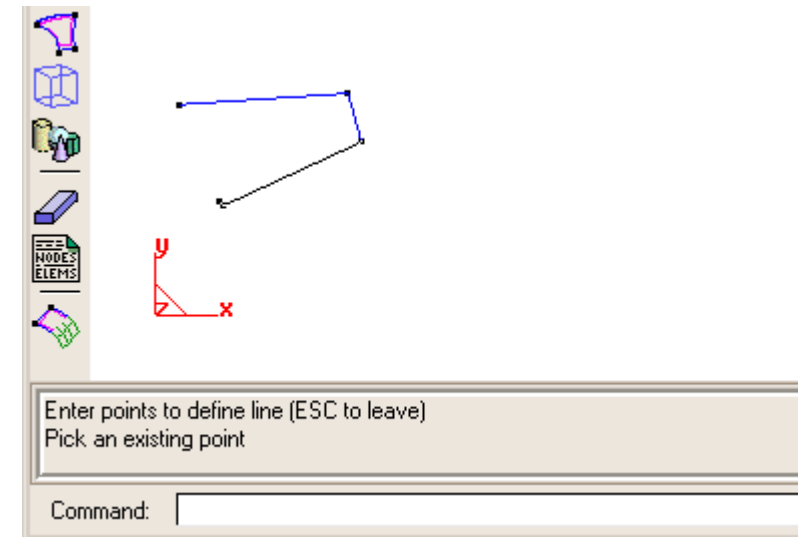 NODES
ELEMS
y
z
x
Enter points to define line (ESC to leave)
Pick an existing point
Command: